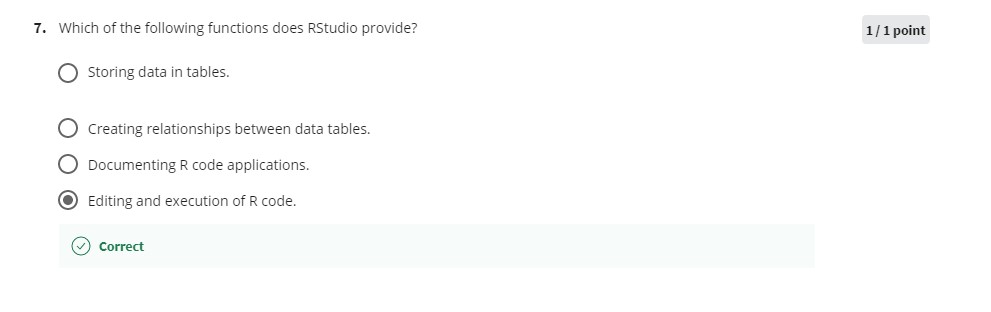 7. Which of the following functions does RStudio provide?
1 / 1 point
Storing data in tables.
Creating relationships between data tables.
Documenting R code applications.
Editing and execution of R code.
Correct